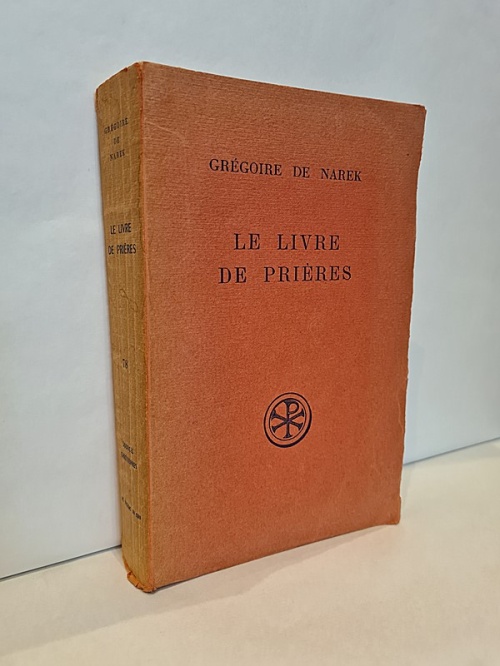 GRÉGOIRE
DE
NAREK
LE LIVRE
DE PRIÈRES
78
GRÉGOIRE DE NAREK
LE LIVRE
DE PRIÈRES